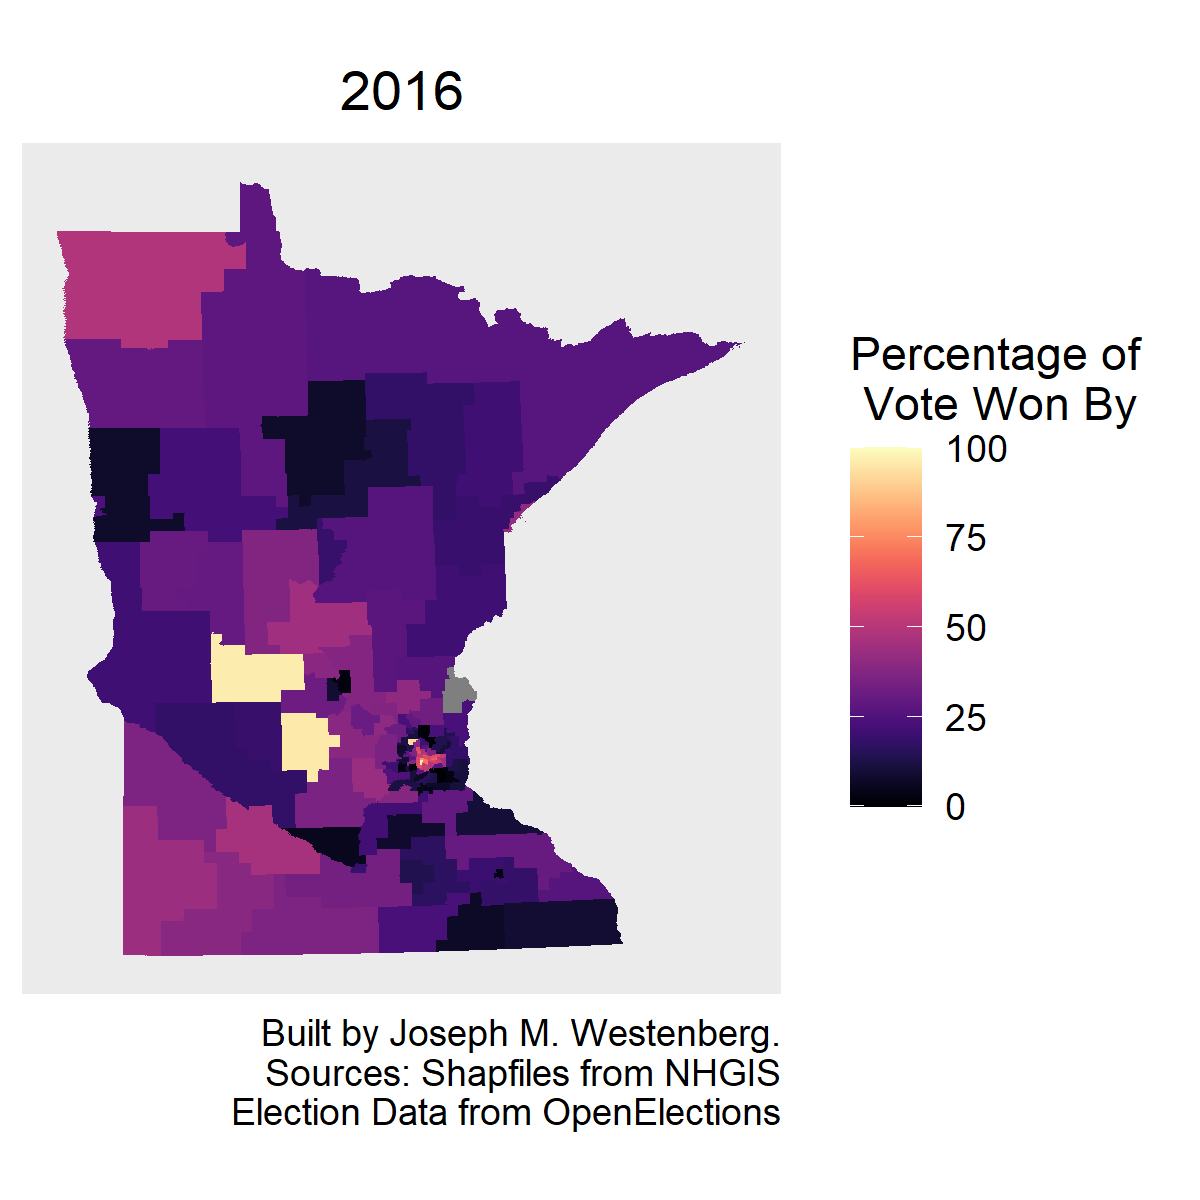 2016
Percentage of
Vote Won By
100
75
50
25
0
Built by Joseph M. Westenberg.
Sources: Shapfiles from NHGIS
Election Data from OpenElections